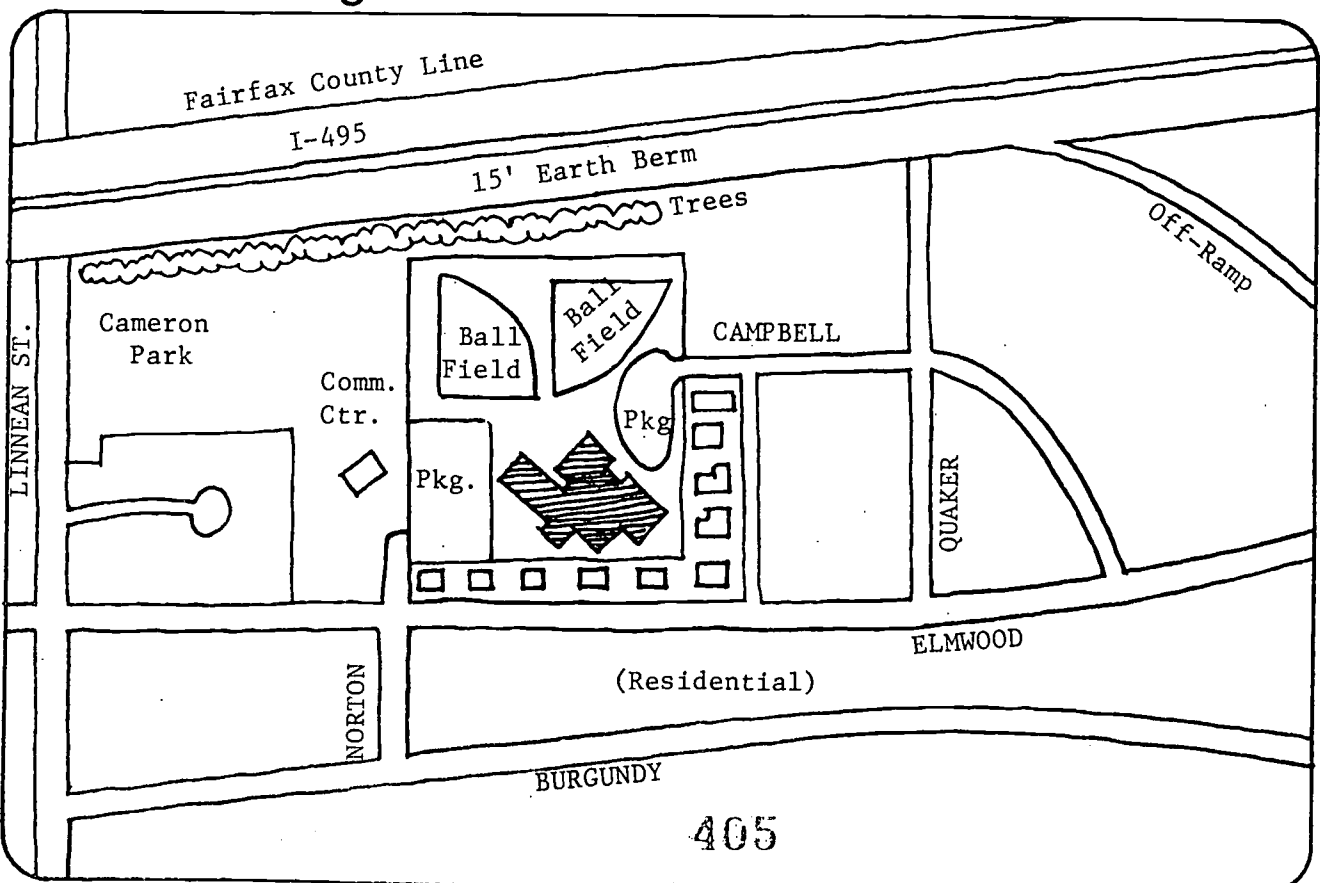 Fairfax County Line
I-495
15' Earth Berm
Trees
Off-Ramp
Cameron
Park
LINNEAN ST.
Comm.
Ctr.
Ball
Field
Ball
Field
CAMPBELL
Pkg
Pkg.
QUAKER
ELMWOOD
(Residential)
NORTON
BURGUNDY
405